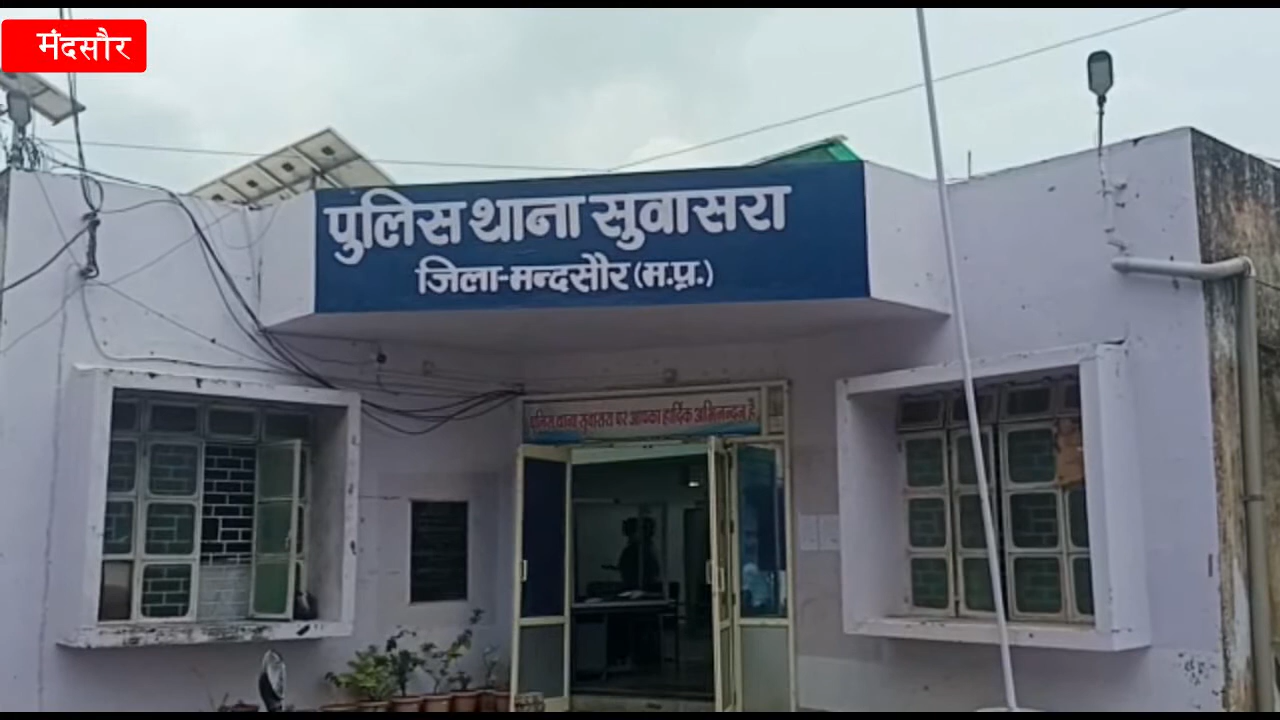 मंदसौर
पुलिस थाना सुवासरा
जिला-मन्दसौर (म.प्र.)
पुलिस थाना सुवासरा पर आपका हार्दिक अभिनन्दन है